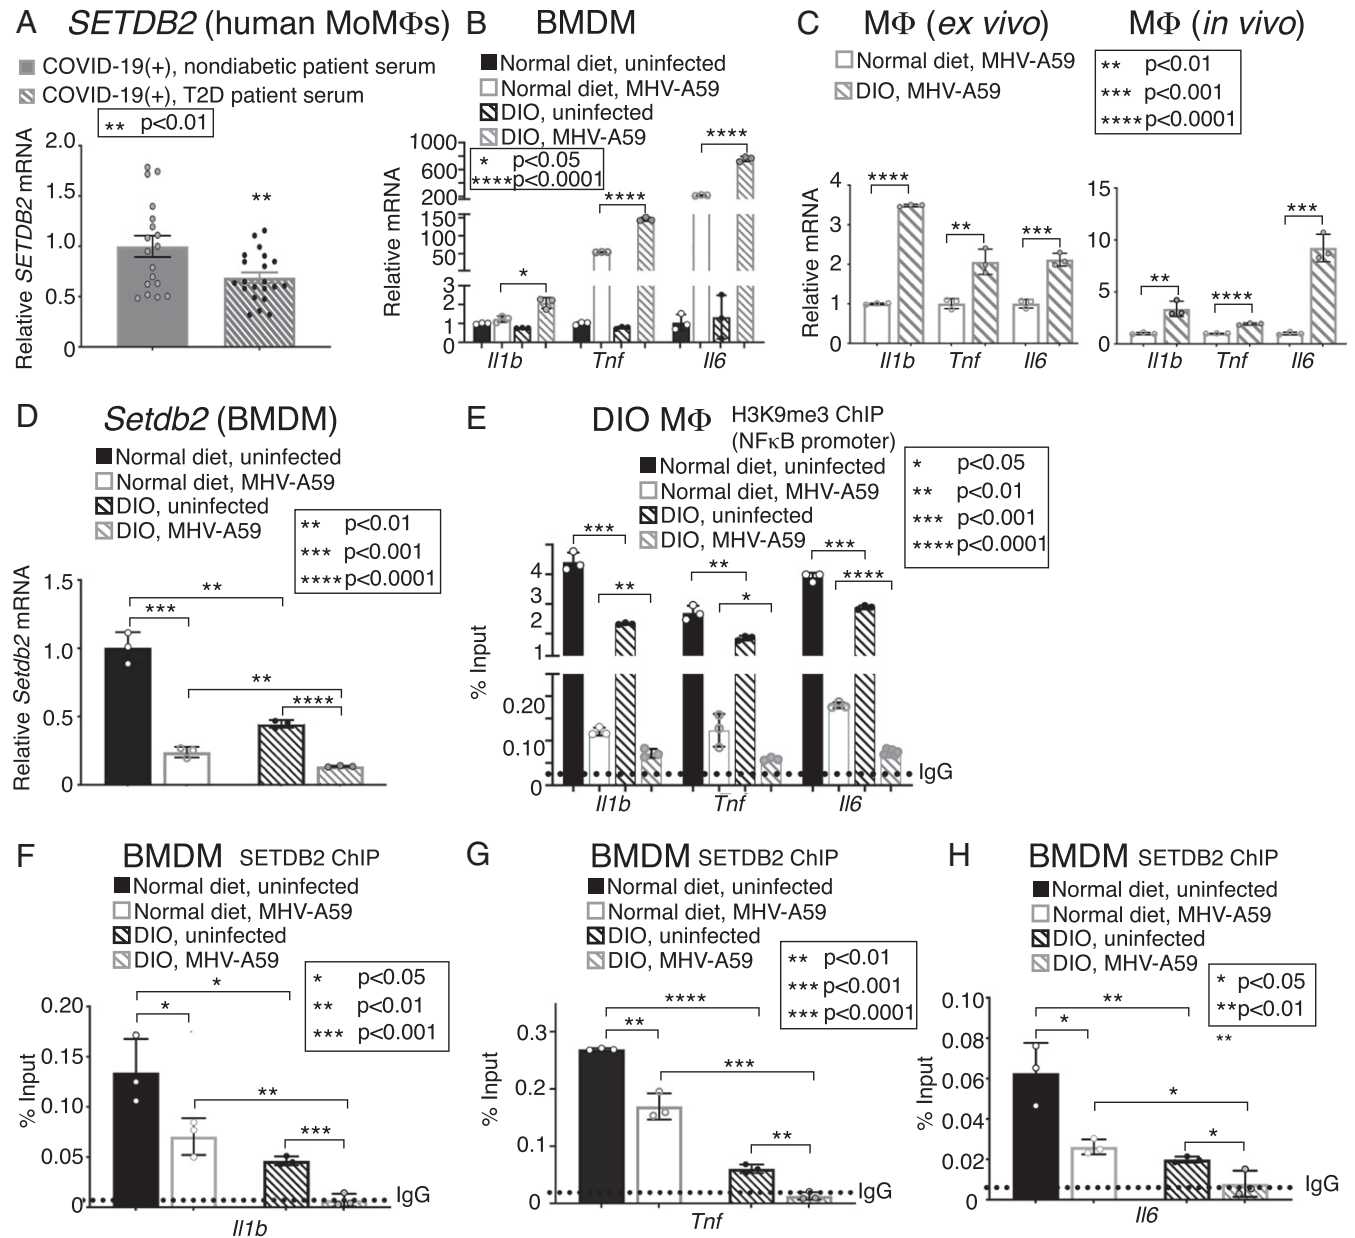 A SETDB2 (human MoMΦs)
COVID-19(+), nondiabetic patient serum
COVID-19(+), T2D patient serum
** p<0.01
Relative SETDB2 mRNA
2.0
1.5
1.0
0.5
0
**
B BMDM
Normal diet, uninfected
Normal diet, MHV-A59
DIO, uninfected
DIO, MHV-A59
* p<0.05
**** p<0.0001
Relative mRNA
1000
600
200
150
100
50
3
2
1
0
*
****
****
Il1b Tnf Il6
C MΦ (ex vivo) MΦ (in vivo)
Normal diet, MHV-A59
DIO, MHV-A59
** p<0.01
*** p<0.001
**** p<0.0001
Relative mRNA
4
3
2
1
0
**** ** ***
Il1b Tnf Il6
15
10
5
0
** **** ***
Il1b Tnf Il6
D Setdb2 (BMDM)
Normal diet, uninfected
Normal diet, MHV-A59
DIO, uninfected
DIO, MHV-A59
** p<0.01
*** p<0.001
**** p<0.0001
Relative Setdb2 mRNA
1.5
1.0
0.5
0
**
***
**
****
E DIO MΦ H3K9me3 ChIP
(NFκB promoter)
Normal diet, uninfected
Normal diet, MHV-A59
DIO, uninfected
DIO, MHV-A59
* p<0.05
** p<0.01
*** p<0.001
**** p<0.0001
% Input
4
3
2
1
0.20
0.10
0
*** ** ***
** * ****
IgG
Il1b Tnf Il6
F BMDM SETDB2 ChIP
Normal diet, uninfected
Normal diet, MHV-A59
DIO, uninfected
DIO, MHV-A59
* p<0.05
** p<0.01
*** p<0.001
% Input
0.20
0.15
0.10
0.05
0
*
*
**
***
IgG
Il1b
G BMDM SETDB2 ChIP
Normal diet, uninfected
Normal diet, MHV-A59
DIO, uninfected
DIO, MHV-A59
** p<0.01
*** p<0.001
*** p<0.0001
% Input
0.3
0.2
0.1
0
****
**
***
**
IgG
Tnf
H BMDM SETDB2 ChIP
Normal diet, uninfected
Normal diet, MHV-A59
DIO, uninfected
DIO, MHV-A59
* p<0.05
** p<0.01
**
% Input
0.10
0.08
0.06
0.04
0.02
0
**
*
*
*
IgG
Il6